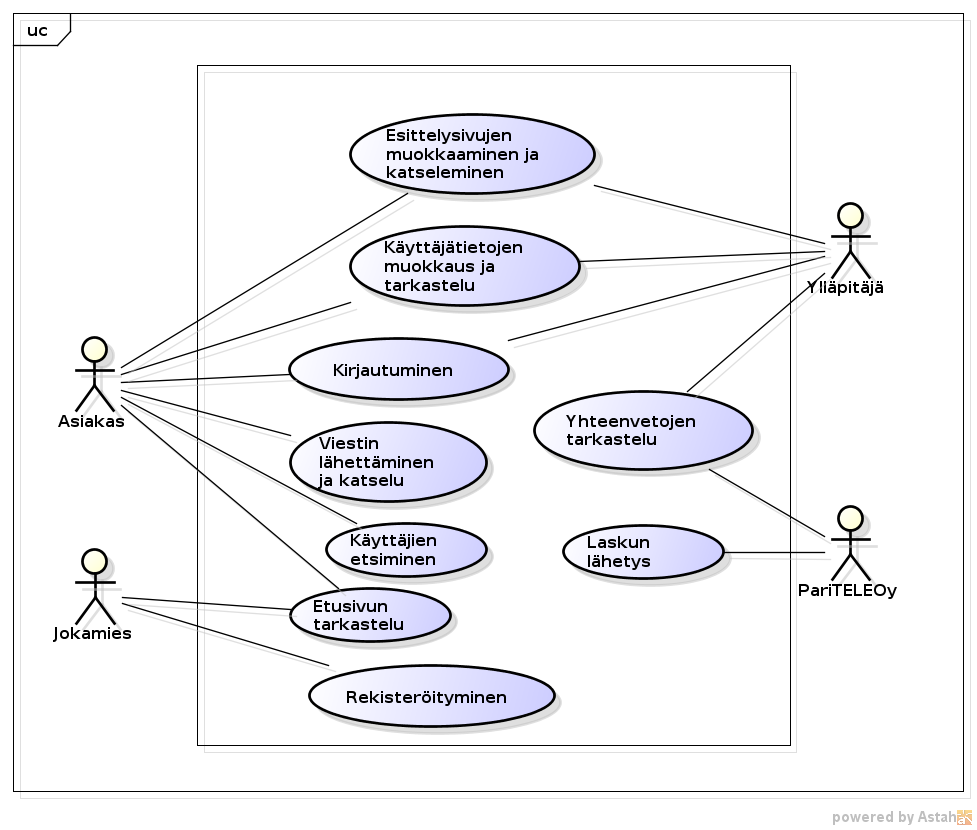 uc
Esittelysivujen
muokkaaminen ja
katseleminen
Käyttäjätietojen
muokkaus ja
tarkastelu
Ylläpitäjä
Kirjautuminen
Asiakas
Yhteenvetojen
tarkastelu
Viestin
lähettäminen
ja katselu
Käyttäjien
etsiminen
Laskun
lähetys
PariTELEOy
Etusivun
tarkastelu
Jokamies
Rekisteröityminen
powered by Astah